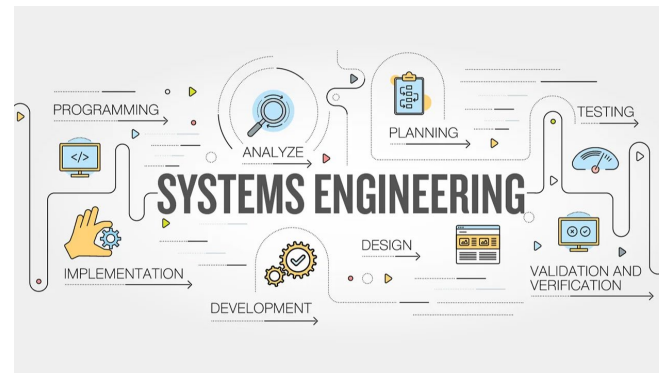 PROGRAMMING
ANALYZE
PLANNING
TESTING
</>
SYSTEMS ENGINEERING
IMPLEMENTATION
DEVELOPMENT
DESIGN
VALIDATION AND
VERIFICATION